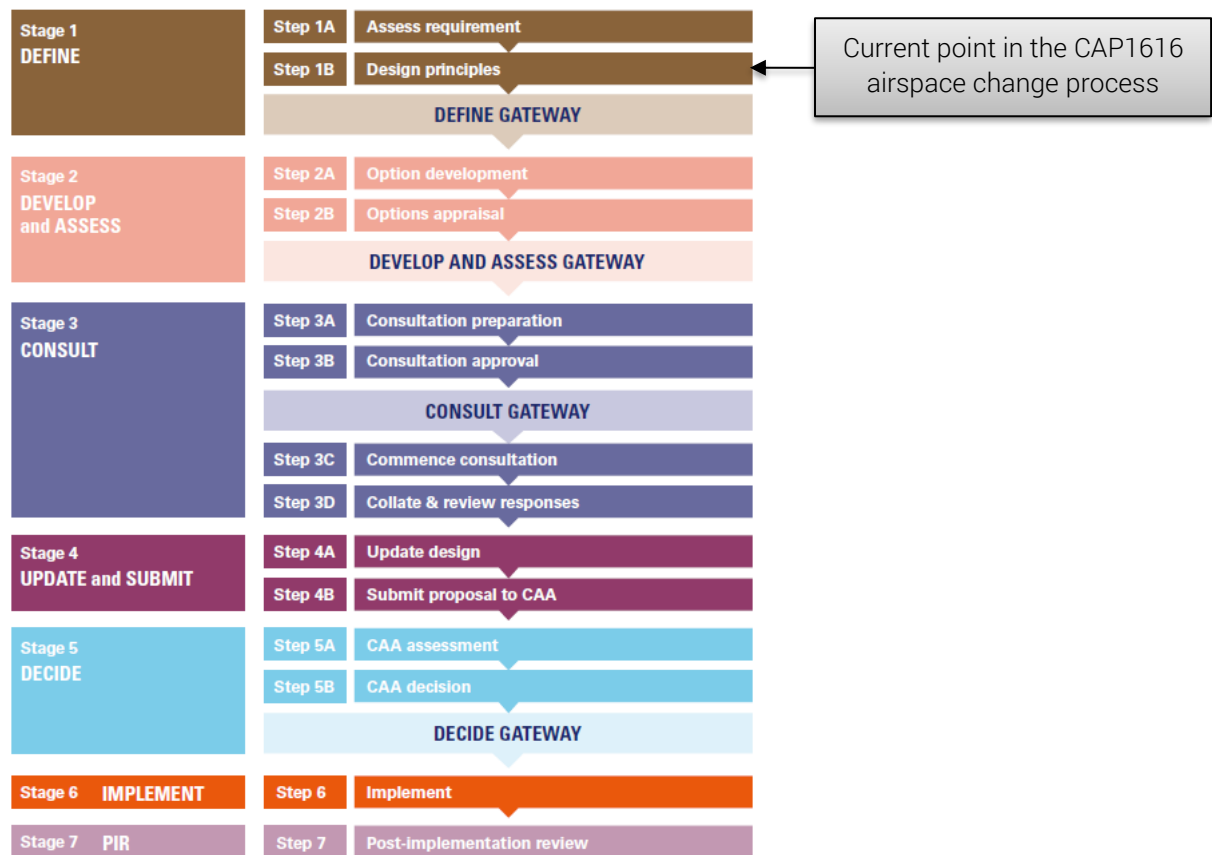 Stage 1
DEFINE
Step 1A Assess requirement
Step 1B Design principles
DEFINE GATEWAY
Current point in the CAP1616
airspace change process
Stage 2
DEVELOP
and ASSESS
Step 2A Option development
Step 2B Options appraisal
DEVELOP AND ASSESS GATEWAY
Stage 3
CONSULT
Step 3A Consultation preparation
Step 3B Consultation approval
CONSULT GATEWAY
Step 3C Commence consultation
Step 3D Collate & review responses
Stage 4
UPDATE and SUBMIT
Step 4A Update design
Step 4B Submit proposal to CAA
Stage 5
DECIDE
Step 5A CAA assessment
Step 5B CAA decision
DECIDE GATEWAY
Stage 6 IMPLEMENT
Step 6 Implement
Stage 7 PIR
Step 7 Post-implementation review